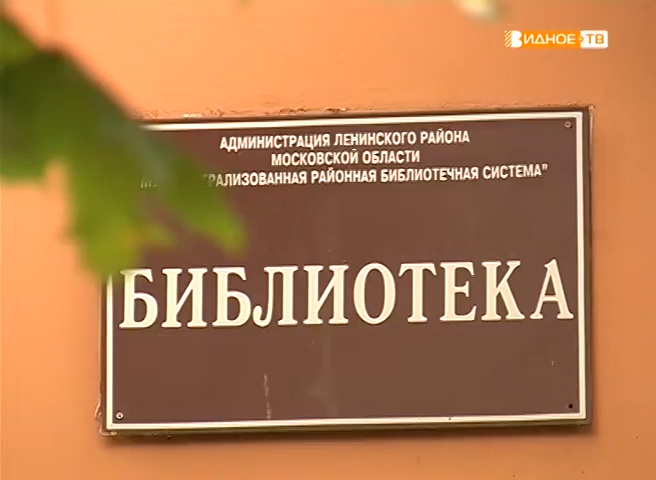 ВИДНОЕ-ТВ
АДМИНИСТРАЦИЯ ЛЕНИНСКОГО РАЙОНА
МОСКОВСКОЙ ОБЛАСТИ
РАЙОННАЯ БИБЛИОТЕЧНАЯ СИСТЕМА"
БИБЛИОТЕКА